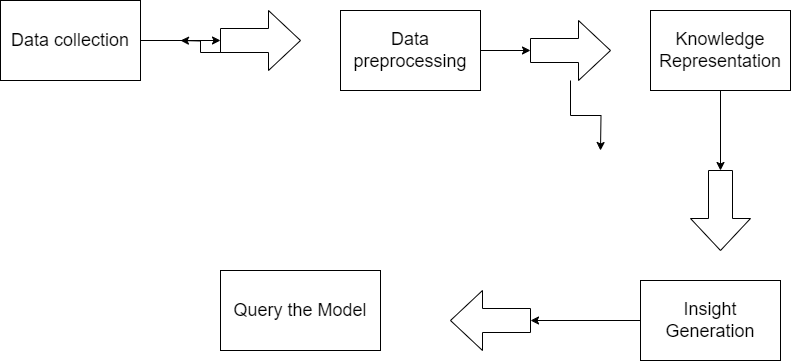 Data collection
Data
preprocessing
Knowledge
Representation
Query the Model
Insight
Generation